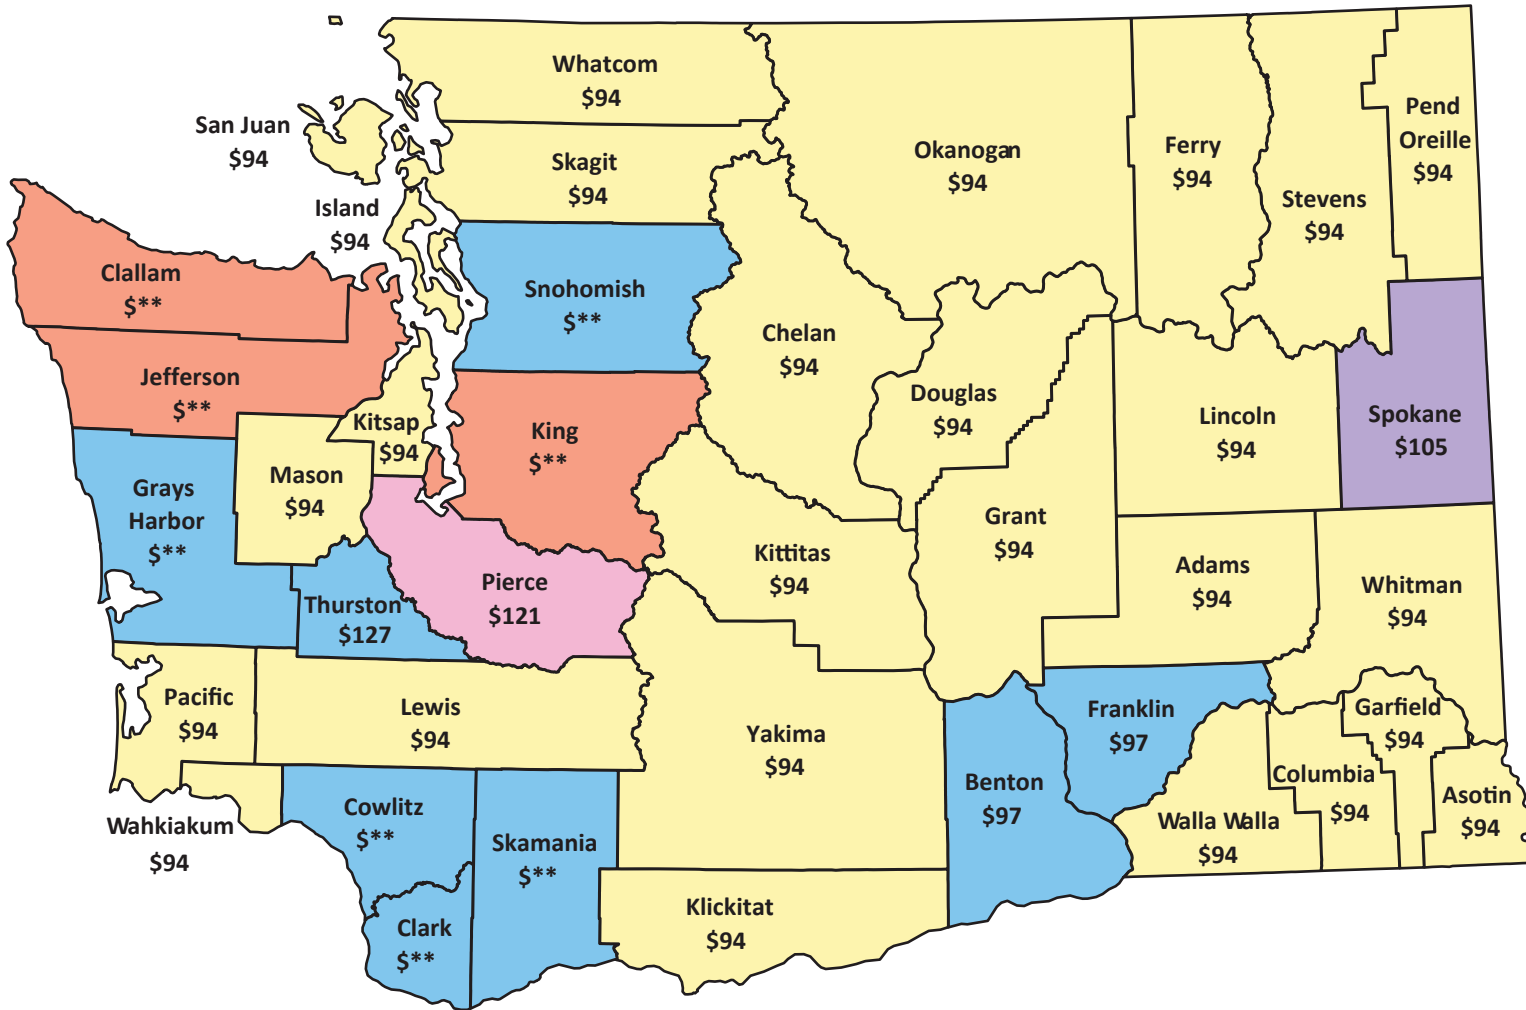 Whatcom
$94
San Juan
$94
Skagit
$94
Island
$94
Okanogan
$94
Ferry
$94
Stevens
$94
Pend
Oreille
$94
Clallam
$**
Snohomish
$**
Jefferson
$**
Chelan
$94
Douglas
$94
Kitsap
$94
King
$**
Lincoln
$94
Spokane
$105
Mason
$94
Grays
Harbor
$**
Grant
$94
Kittitas
$94
Adams
$94
Whitman
$94
Pierce
$121
Thurston
$127
Pacific
$94
Lewis
$94
Yakima
$94
Franklin
$97
Garfield
$94
Benton
$97
Columbia
$94
Asotin
$94
Walla Walla
$94
Wahkiakum
$94
Cowlitz
$**
Skamania
$**
Klickitat
$94
Clark
$**